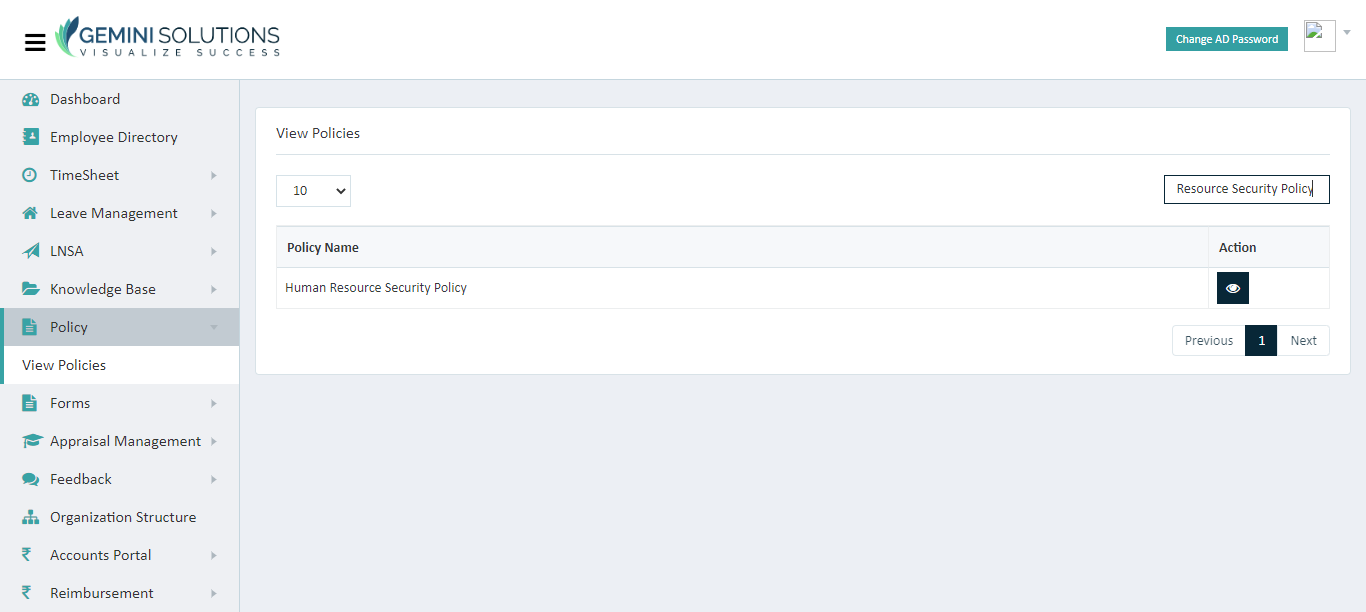 GEMINI SOLUTIONS
VISUALIZE SUCCESS
Change AD Password
Dashboard
Employee Directory
TimeSheet
Leave Management
LNSA
Knowledge Base
Policy
View Policies
Forms
Appraisal Management
Feedback
Organization Structure
₹ Accounts Portal
₹ Reimbursement
View Policies
10
Resource Security Policy
Policy Name Action
Human Resource Security Policy
Previous 1 Next